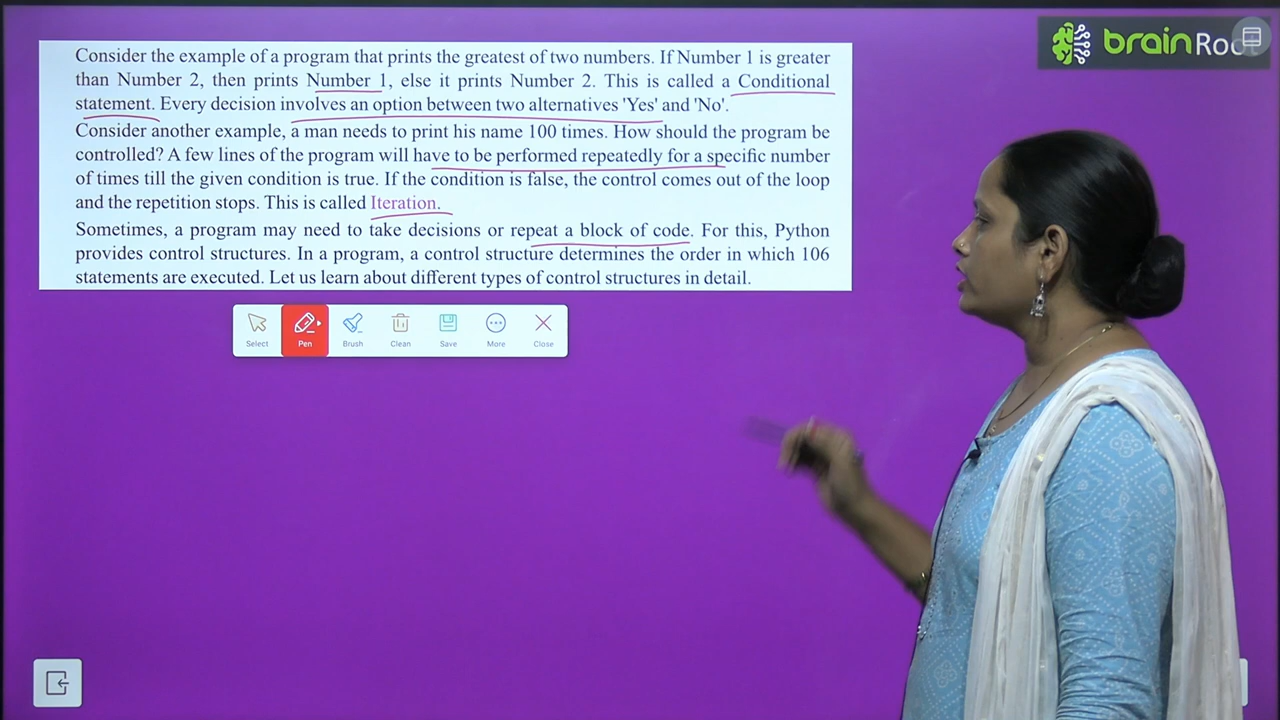 brainRoot
Consider the example of a program that prints the greatest of two numbers. If Number 1 is greater
than Number 2, then prints Number 1, else it prints Number 2. This is called a Conditional
statement. Every decision involves an option between two alternatives 'Yes' and 'No'.
Consider another example, a man needs to print his name 100 times. How should the program be
controlled? A few lines of the program will have to be performed repeatedly for a specific number
of times till the given condition is true. If the condition is false, the control comes out of the loop
and the repetition stops. This is called Iteration.
Sometimes, a program may need to take decisions or repeat a block of code. For this, Python
provides control structures. In a program, a control structure determines the order in which 106
statements are executed. Let us learn about different types of control structures in detail.
Select Pen Brush Clean Save More Close